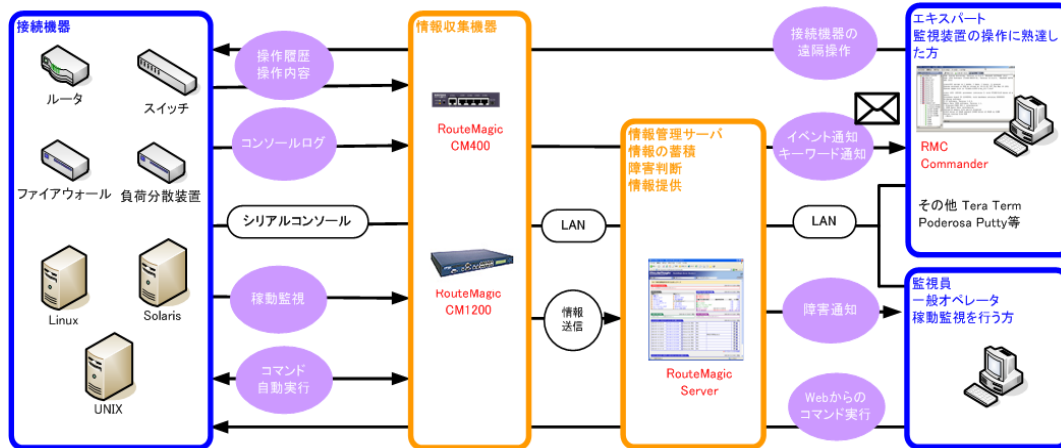 接続機器
ルータ
スイッチ
ファイアウォール
負荷分散装置
Linux
Solaris
UNIX
操作履歴
操作内容
コンソールログ
シリアルコンソール
稼動監視
コマンド
自動実行
情報収集機器
RouteMagic
CM400
RouteMagic
CM1200
LAN
情報
送信
情報管理サーバ
情報の蓄積
障害判断
情報提供
RouteMagic
Server
接続機器の
遠隔操作
イベント通知
キーワード通知
LAN
障害通知
Webからの
コマンド実行
エキスパート
監視装置の操作に熟達し
た方
RMC
Commander
その他 Tera Term
Poderosa Putty等
監視員
一般オペレータ
稼動監視を行う方